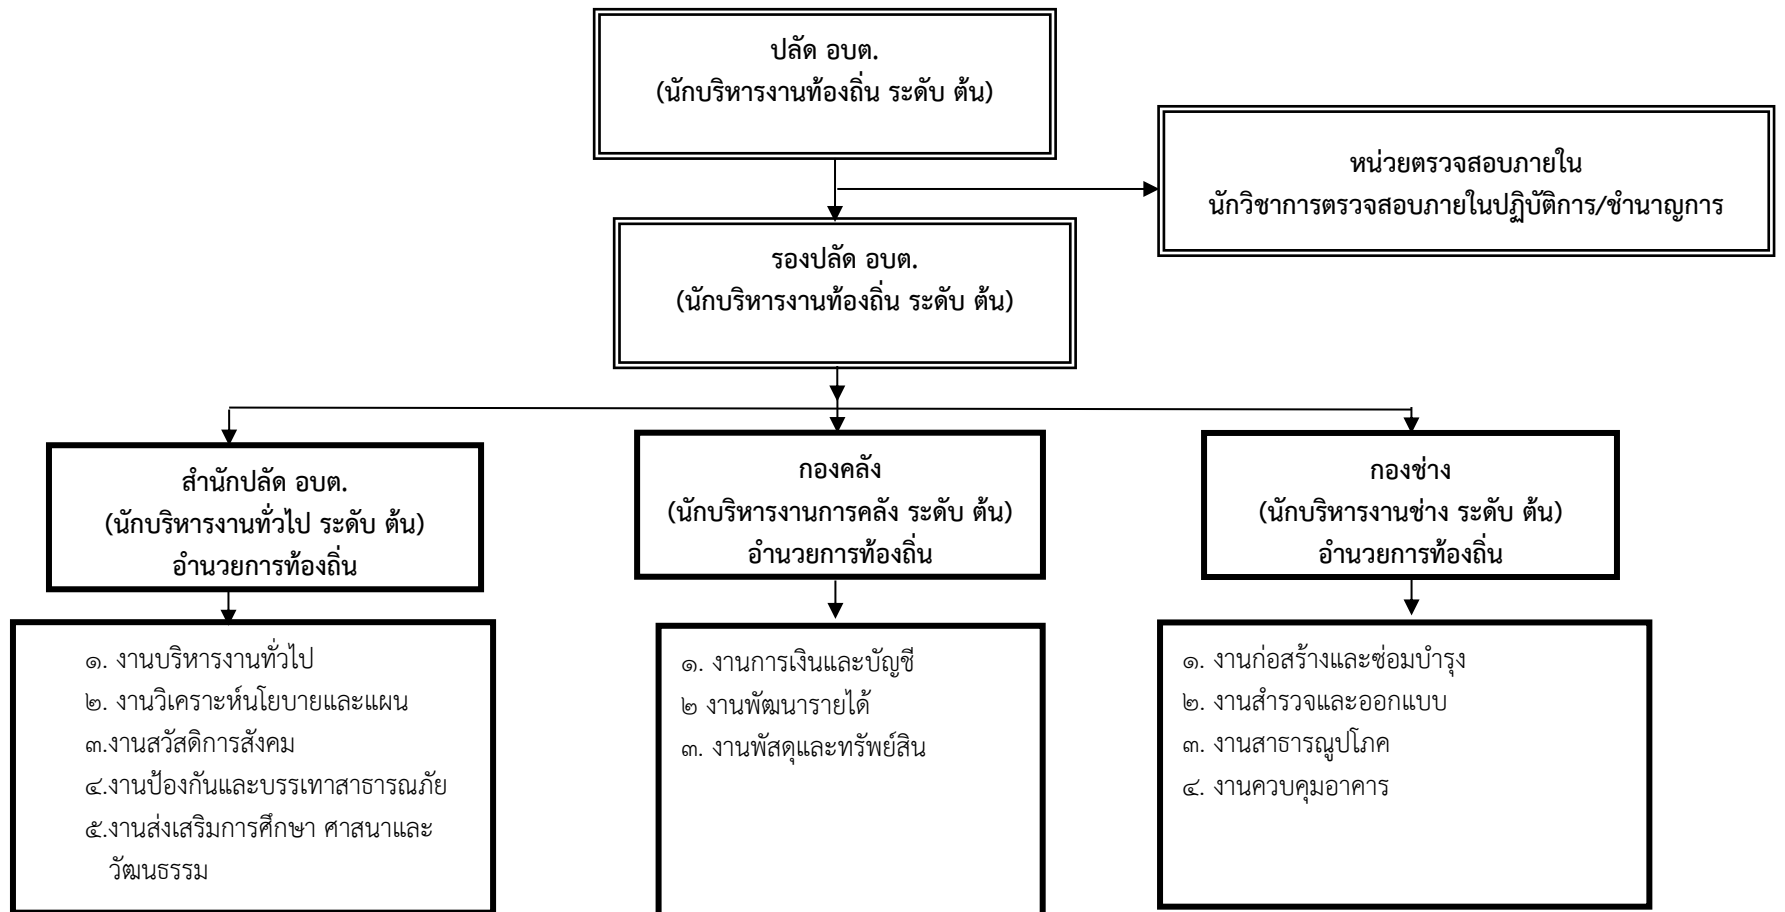 ปลัด อบต.
(นักบริหารงานท้องถิ่น ระดับ ต้น)
หน่วยตรวจสอบภายใน
นักวิชาการตรวจสอบภายในปฏิบัติการ/ชำนาญการ
รองปลัด อบต.
(นักบริหารงานท้องถิ่น ระดับ ต้น)
สำนักปลัด อบต.
(นักบริหารงานทั่วไป ระดับ ต้น)
อำนวยการท้องถิ่น
กองคลัง
(นักบริหารงานการคลัง ระดับ ต้น)
อำนวยการท้องถิ่น
กองช่าง
(นักบริหารงานช่าง ระดับ ต้น)
อำนวยการท้องถิ่น
๑. งานบริหารงานทั่วไป
๒. งานวิเคราะห์นโยบายและแผน
๓.งานสวัสดิการสังคม
๔.งานป้องกันและบรรเทาสาธารณภัย
๕.งานส่งเสริมการศึกษา ศาสนาและ
วัฒนธรรม
๑. งานการเงินและบัญชี
๒ งานพัฒนารายได้
๓. งานพัสดุและทรัพย์สิน
๑. งานก่อสร้างและซ่อมบำรุง
๒. งานสำรวจและออกแบบ
๓. งานสาธารณูปโภค
๔. งานควบคุมอาคาร